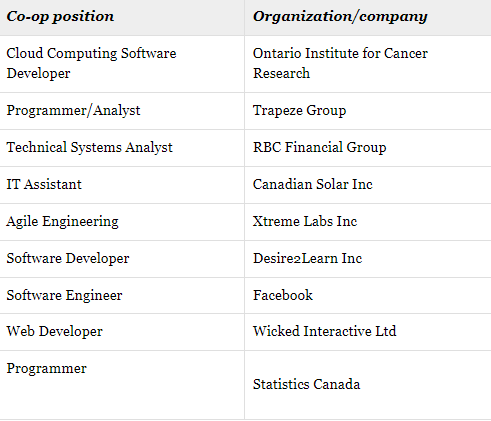 Co-op position Organization/company
Cloud Computing Software Ontario Institute for Cancer
Developer Research
Programmer/Analyst Trapeze Group
Technical Systems Analyst RBC Financial Group
IT Assistant Canadian Solar Inc
Agile Engineering Xtreme Labs Inc
Software Developer Desire2Learn Inc
Software Engineer Facebook
Web Developer Wicked Interactive Ltd
Programmer
Statistics Canada